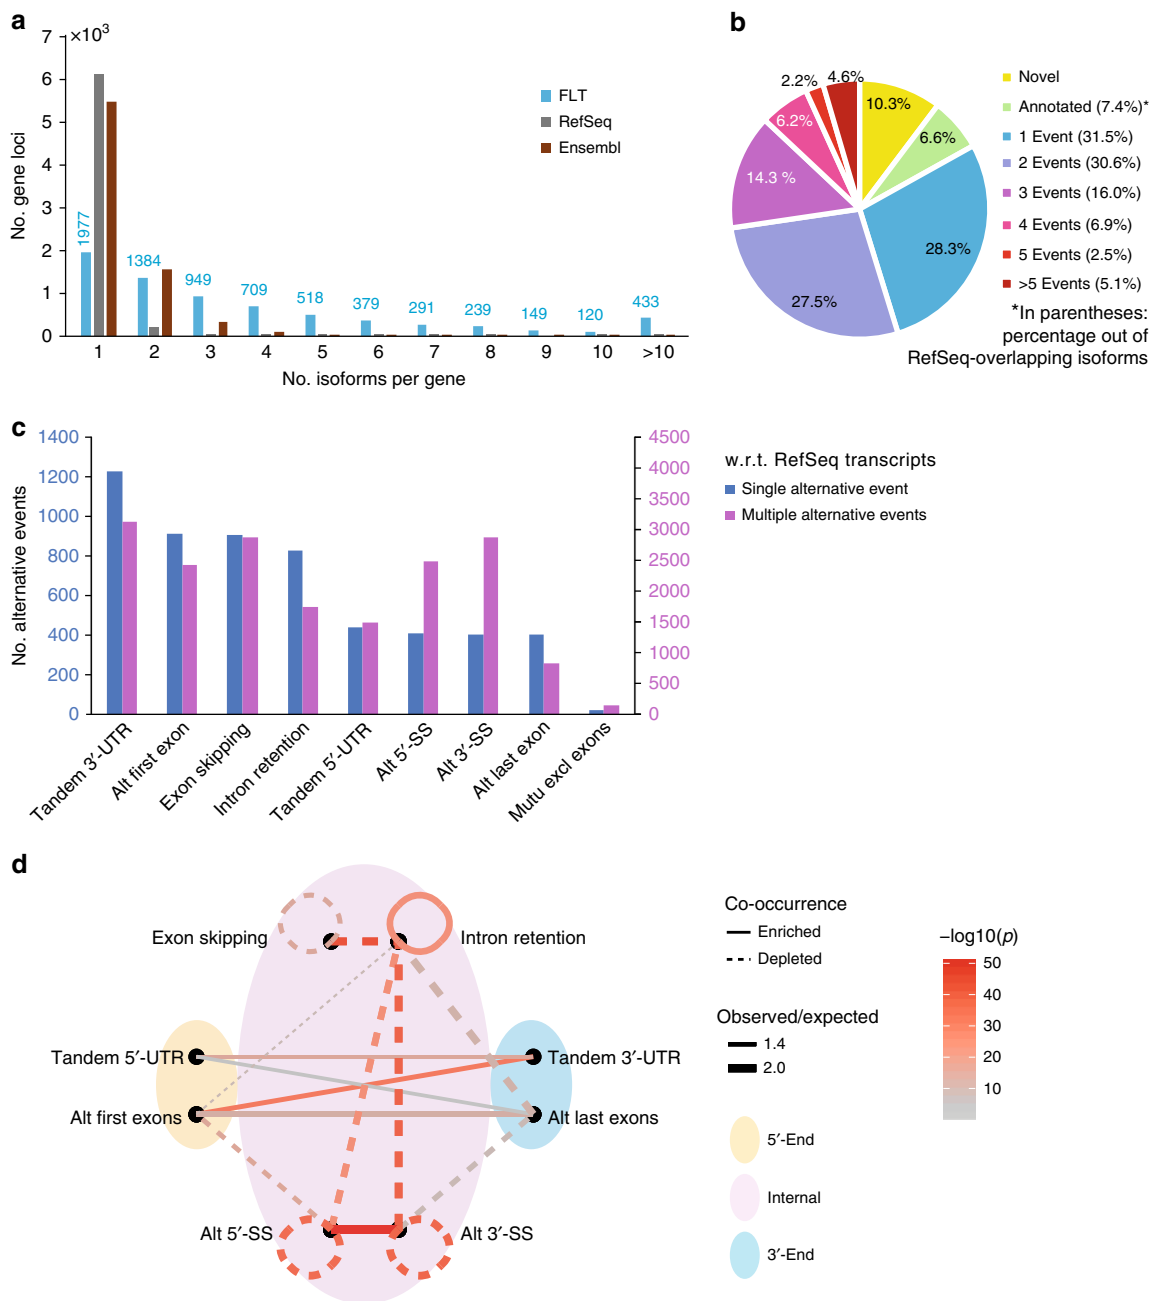 a
×10³
7
6
5
4
3
2
1
0
No. gene loci
1977
1384
949
709
518
379
291
239
149
120
433
1 2 3 4 5 6 7 8 9 10 >10
No. isoforms per gene
FLT
RefSeq
Ensembl
b
2.2%
4.6%
10.3%
6.2%
6.6%
14.3 %
28.3%
27.5%
Novel
Annotated (7.4%)*
1 Event (31.5%)
2 Events (30.6%)
3 Events (16.0%)
4 Events (6.9%)
5 Events (2.5%)
>5 Events (5.1%)
*In parentheses:
percentage out of
RefSeq-overlapping isoforms
c
No. alternative events
1400
1200
1000
800
600
400
200
0
4500
4000
3500
3000
2500
2000
1500
1000
500
0
Tandem 3′-UTR
Alt first exon
Exon skipping
Intron retention
Tandem 5′-UTR
Alt 5′-SS
Alt 3′-SS
Alt last exon
Mutu excl exons
w.r.t. RefSeq transcripts
Single alternative event
Multiple alternative events
d
Exon skipping
Intron retention
Tandem 5′-UTR
Tandem 3′-UTR
Alt first exons
Alt last exons
Alt 5′-SS
Alt 3′-SS
Co-occurrence
Enriched
Depleted
Observed/expected
1.4
2.0
5′-End
Internal
3′-End
−log10(p)
50
40
30
20
10